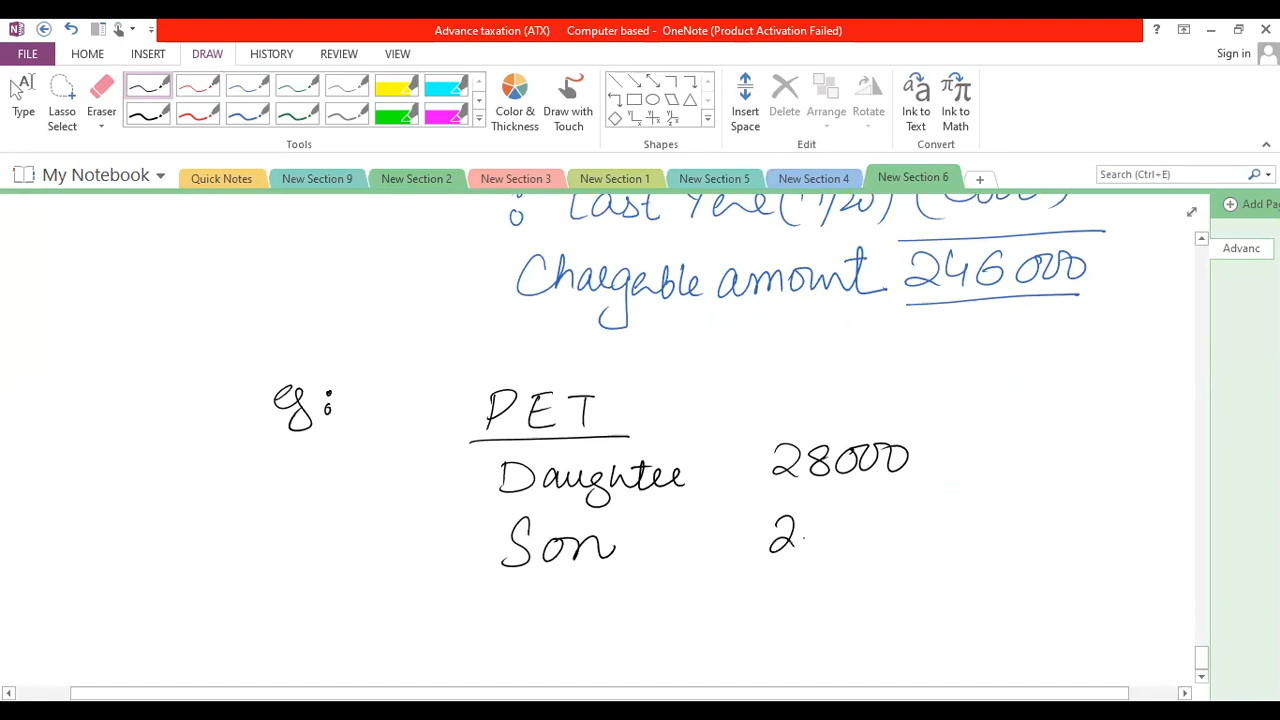 Advance taxation (ATX) Computer based - OneNote (Product Activation Failed)
?
FILE HOME INSERT DRAW HISTORY REVIEW VIEW
Sign in
Type
Lasso Select
Eraser
Color & Thickness
Draw with Touch
Insert Space
Delete
Arrange
Rotate
Ink to Text
Ink to Math
Tools
Shapes
Edit
Convert
My Notebook
Quick Notes
New Section 9
New Section 2
New Section 3
New Section 1
New Section 5
New Section 4
New Section 6
Search (Ctrl+E)
Add Pag
Advanc
Last
Chargable amount 246000
eg:
PET
Daughter 28000
Son 2